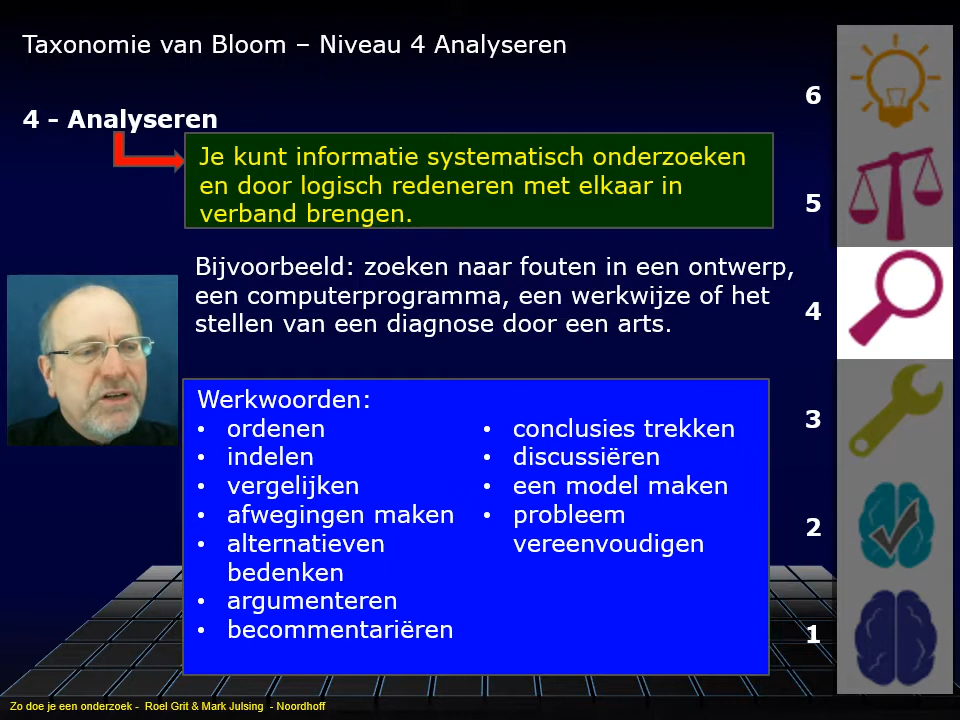 Taxonomie van Bloom – Niveau 4 Analyseren
4 - Analyseren
Je kunt informatie systematisch onderzoeken
en door logisch redeneren met elkaar in
verband brengen.
Bijvoorbeeld: zoeken naar fouten in een ontwerp,
een computerprogramma, een werkwijze of het
stellen van een diagnose door een arts.
Werkwoorden:
• ordenen
• indelen
• vergelijken
• afwegingen maken
• alternatieven
bedenken
• argumenteren
• becommentariëren
• conclusies trekken
• discussiëren
• een model maken
• probleem
vereenvoudigen
6
5
4
3
2
1
Zo doe je een onderzoek - Roel Grit & Mark Julsing - Noordhoff